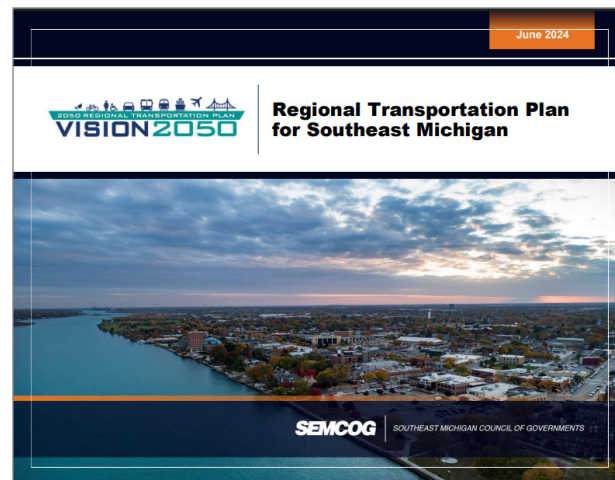 June 2024
2050 REGIONAL TRANSPORTATION PLAN
VISION2050
Regional Transportation Plan
for Southeast Michigan
SEMCOG
SOUTHEAST MICHIGAN COUNCIL OF GOVERNMENTS